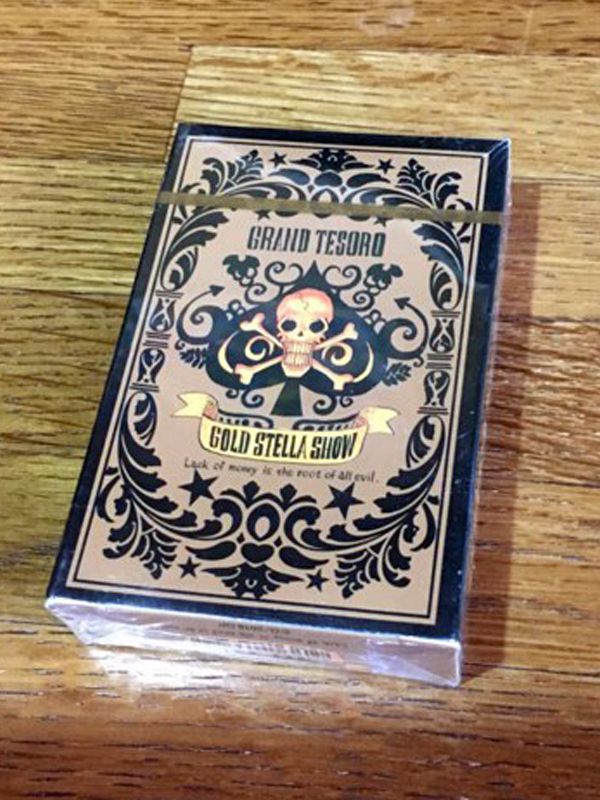 GRAND TESORO
GOLD STELLA SHOW
Lack of money is the root of all evil.